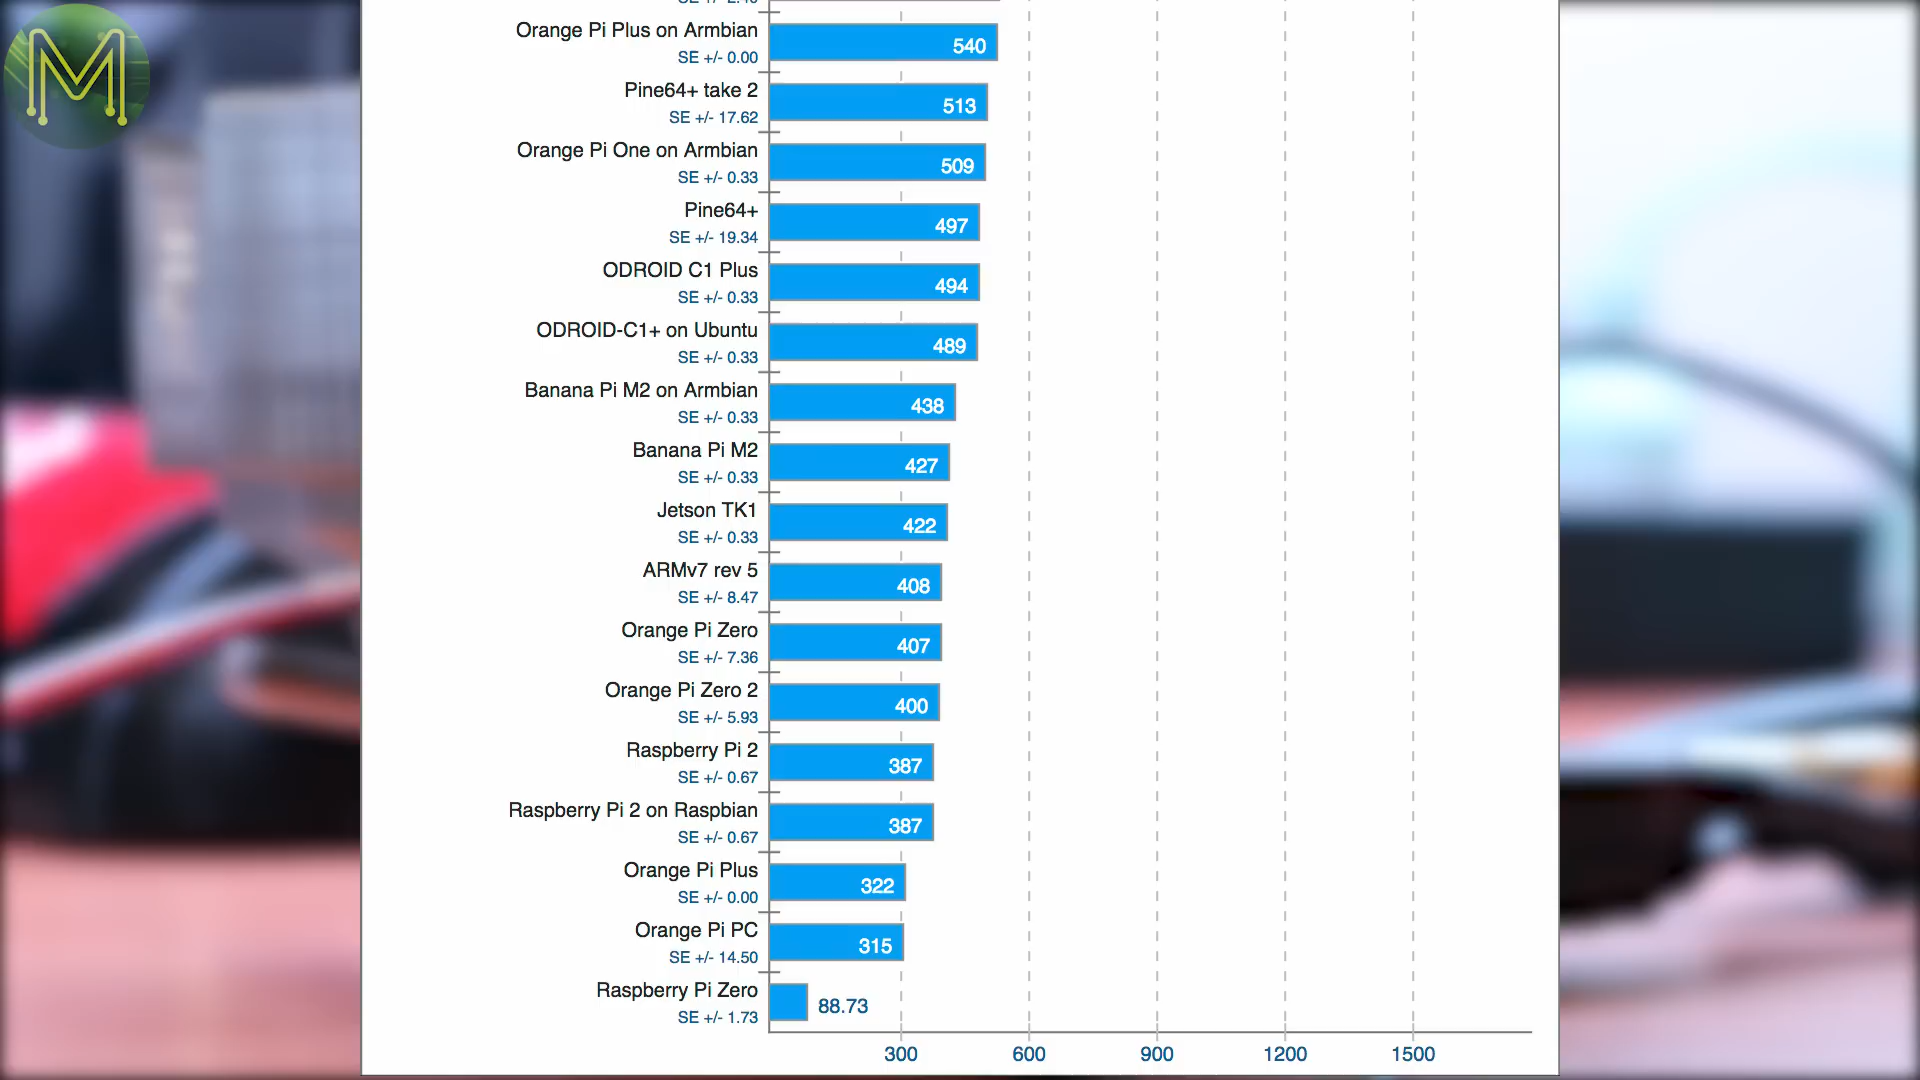 M
SE +/- 2.40
Orange Pi Plus on Armbian
540
SE +/- 0.00
Pine64+ take 2
513
SE +/- 17.62
Orange Pi One on Armbian
509
SE +/- 0.33
Pine64+
497
SE +/- 19.34
ODROID C1 Plus
494
SE +/- 0.33
ODROID-C1+ on Ubuntu
489
SE +/- 0.33
Banana Pi M2 on Armbian
438
SE +/- 0.33
Banana Pi M2
427
SE +/- 0.33
Jetson TK1
422
SE +/- 0.33
ARMv7 rev 5
408
SE +/- 8.47
Orange Pi Zero
407
SE +/- 7.36
Orange Pi Zero 2
400
SE +/- 5.93
Raspberry Pi 2
387
SE +/- 0.67
Raspberry Pi 2 on Raspbian
387
SE +/- 0.67
Orange Pi Plus
322
SE +/- 0.00
Orange Pi PC
315
SE +/- 14.50
Raspberry Pi Zero
88.73
SE +/- 1.73
300 600 900 1200 1500